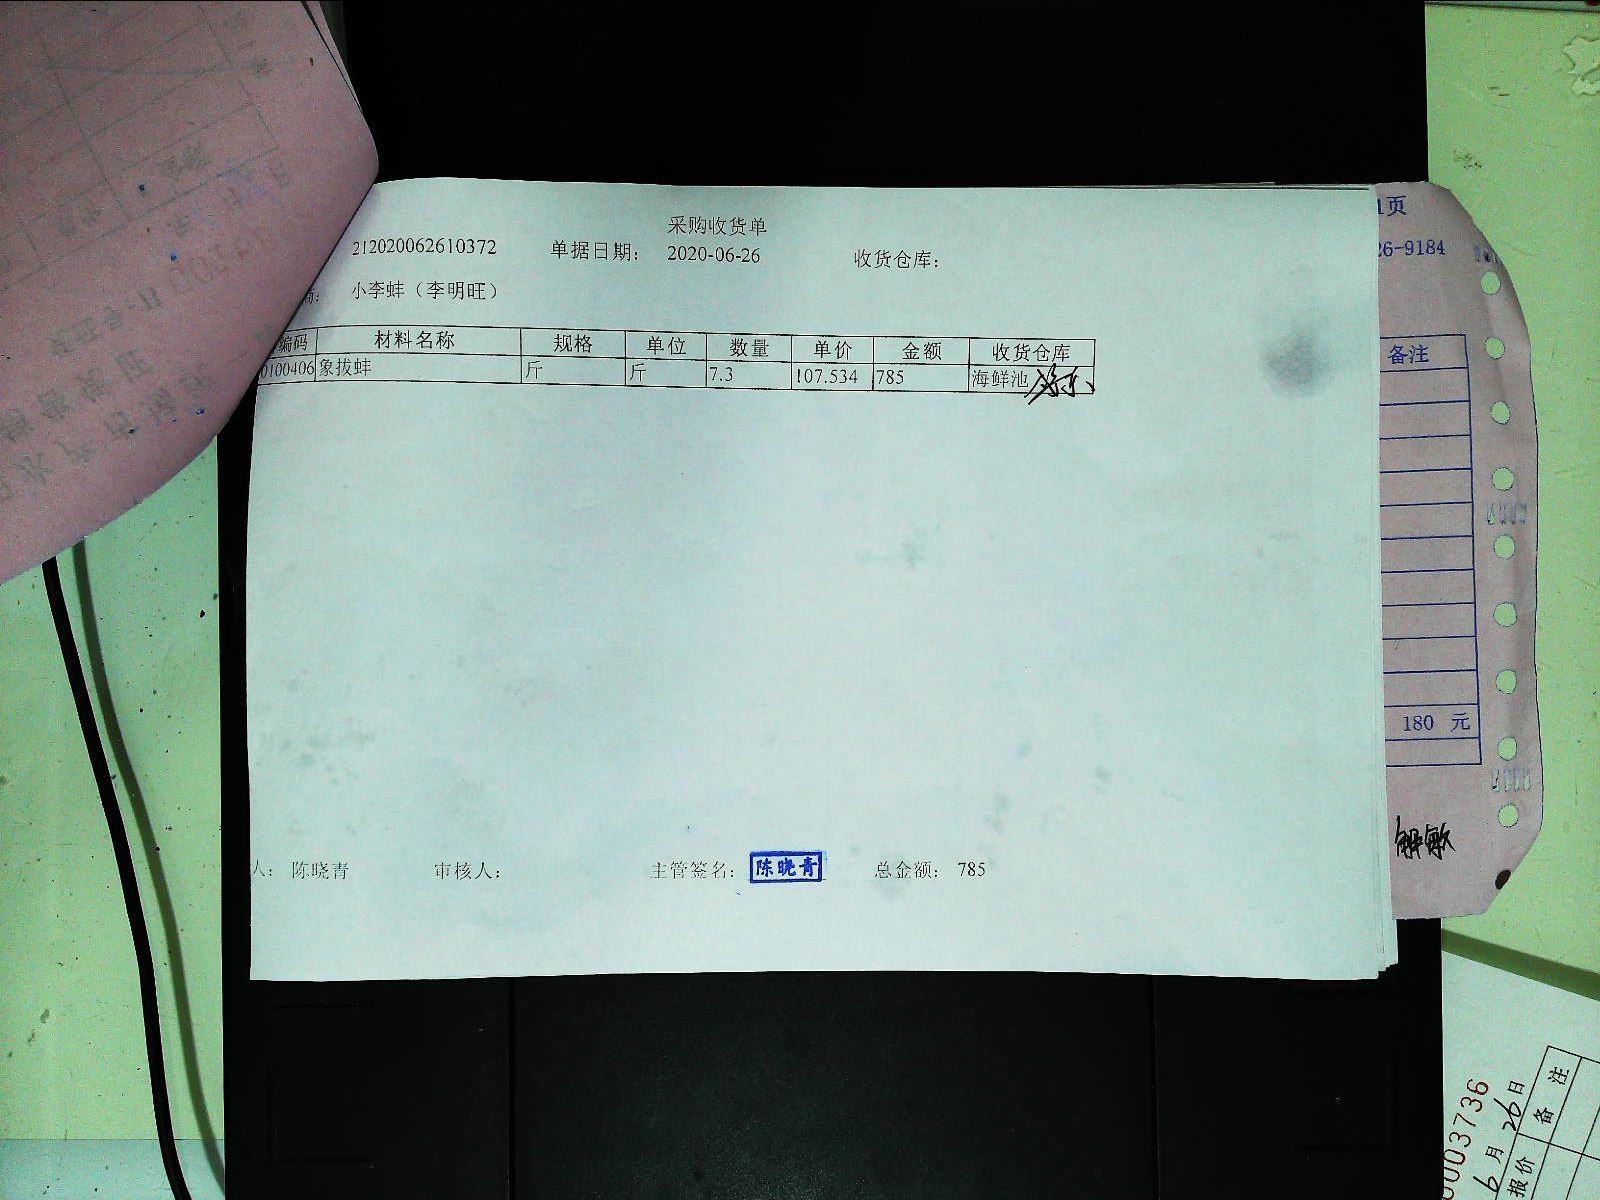 采购收货单
212020062610372 单据日期: 2020-06-26 收货仓库:
商: 小李蚌（李明旺）
编码 材料名称 规格 单位 数量 单价 金额 收货仓库
0100406 象拔蚌 斤 斤 7.3 107.534 785 海鲜池
人: 陈晓青 审核人: 主管签名: 陈晓青 总金额: 785
1页
26-9184
备注
180 元
0003736
6月26日
报价 备注